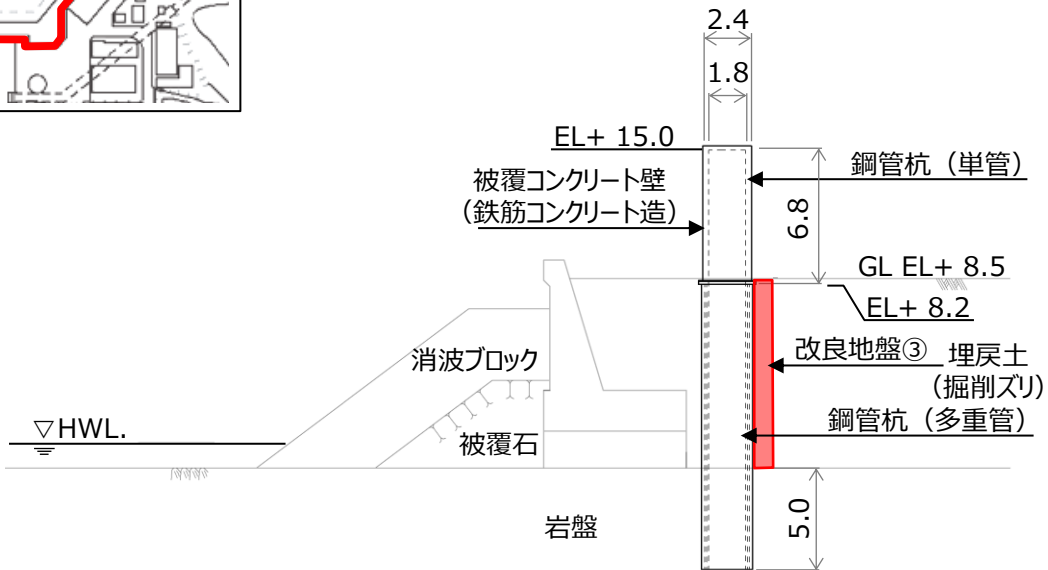 2.4
1.8
EL+ 15.0
被覆コンクリート壁
(鉄筋コンクリート造)
鋼管杭（単管）
6.8
GL EL+ 8.5
EL+ 8.2
改良地盤③
埋戻土
(掘削ズリ)
消波ブロック
鋼管杭（多重管）
▽HWL.
被覆石
岩盤
5.0